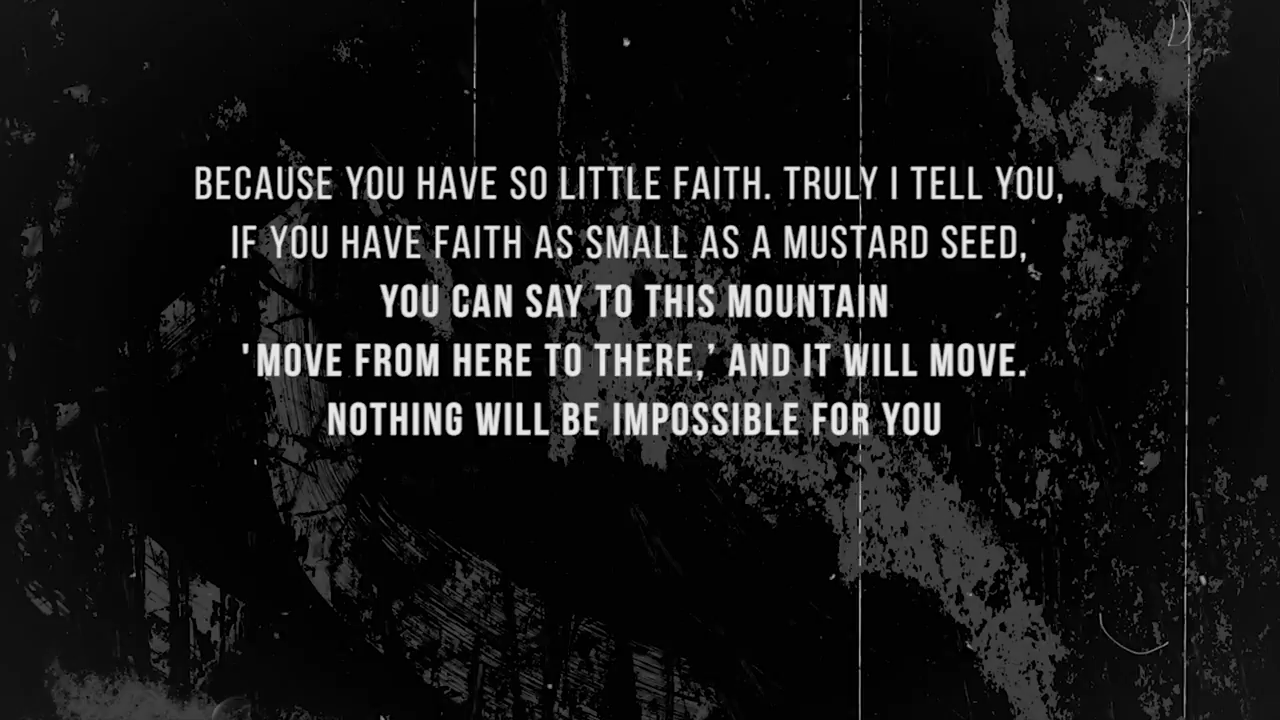 BECAUSE YOU HAVE SO LITTLE FAITH. TRULY I TELL YOU,
IF YOU HAVE FAITH AS SMALL AS A MUSTARD SEED,
YOU CAN SAY TO THIS MOUNTAIN
'MOVE FROM HERE TO THERE,’ AND IT WILL MOVE.
NOTHING WILL BE IMPOSSIBLE FOR YOU